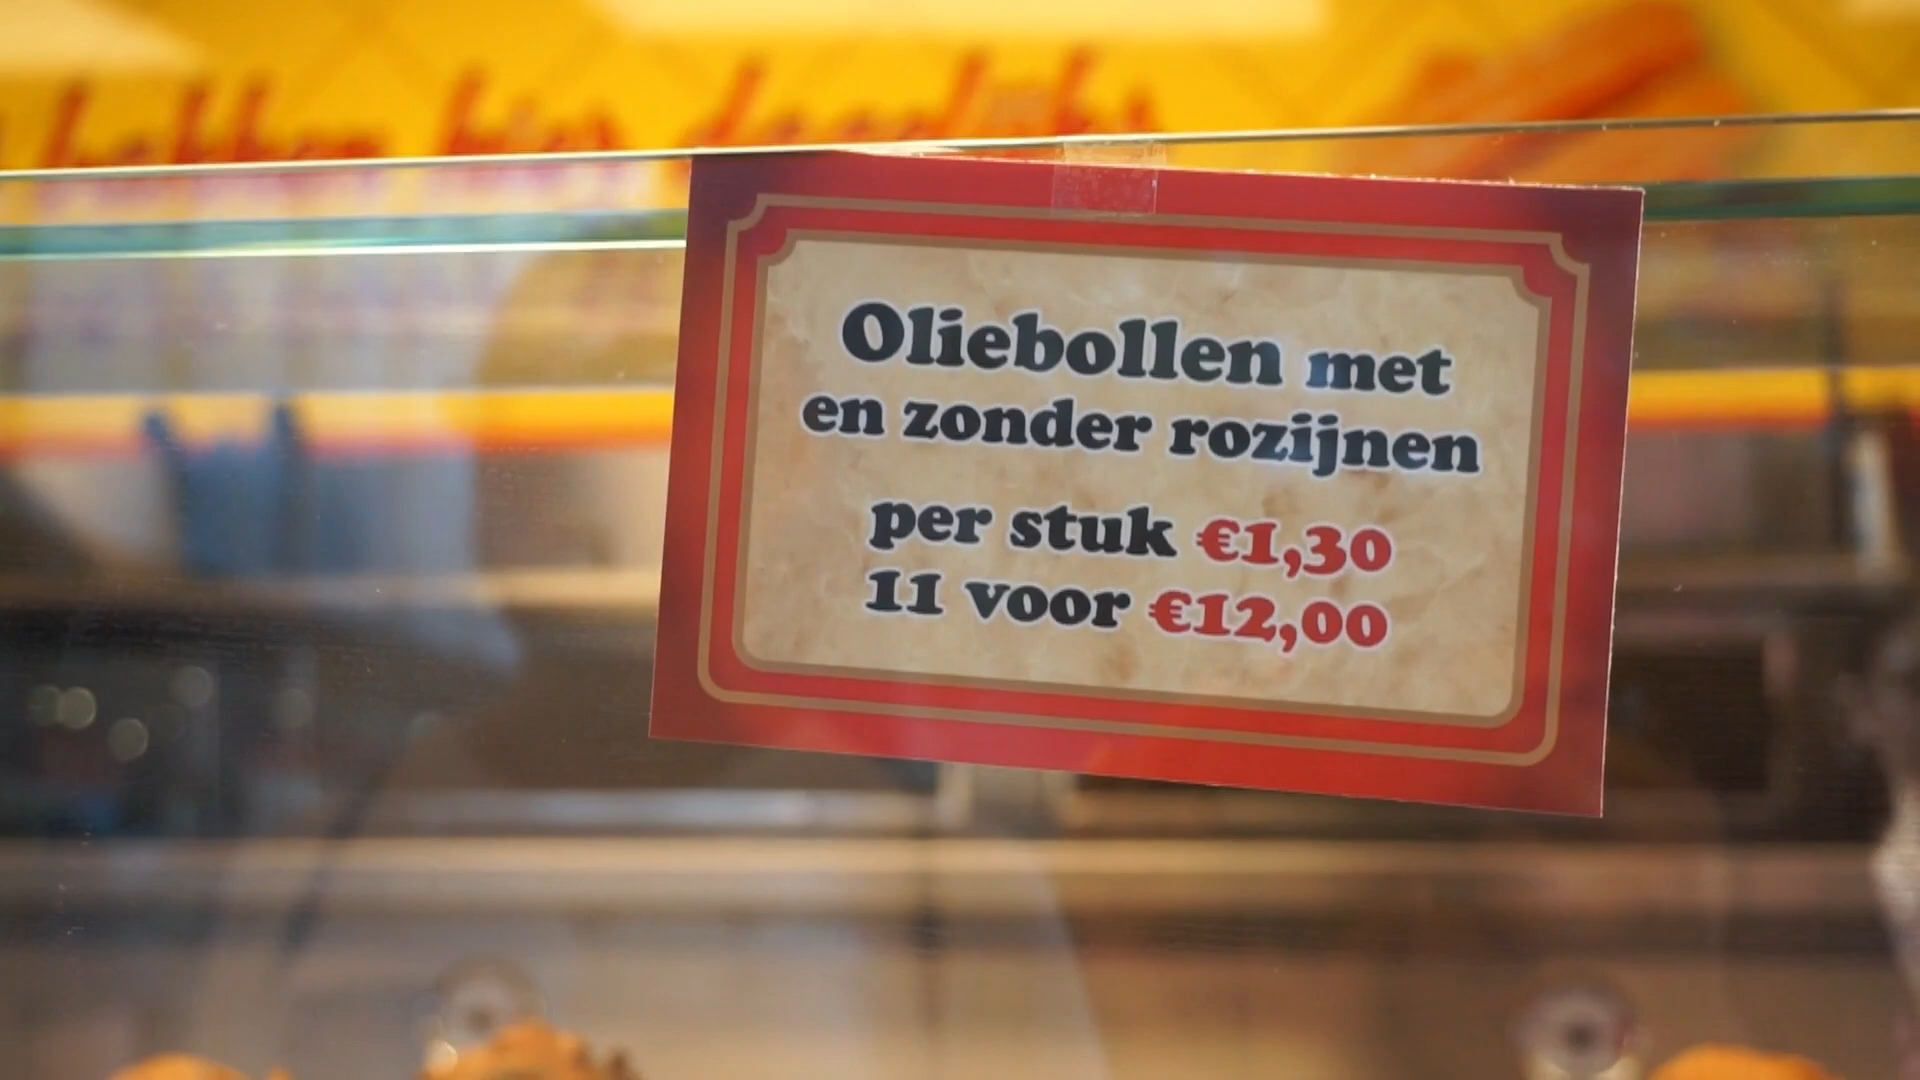 Oliebollen met
en zonder rozijnen
per stuk €1,30
11 voor €12,00